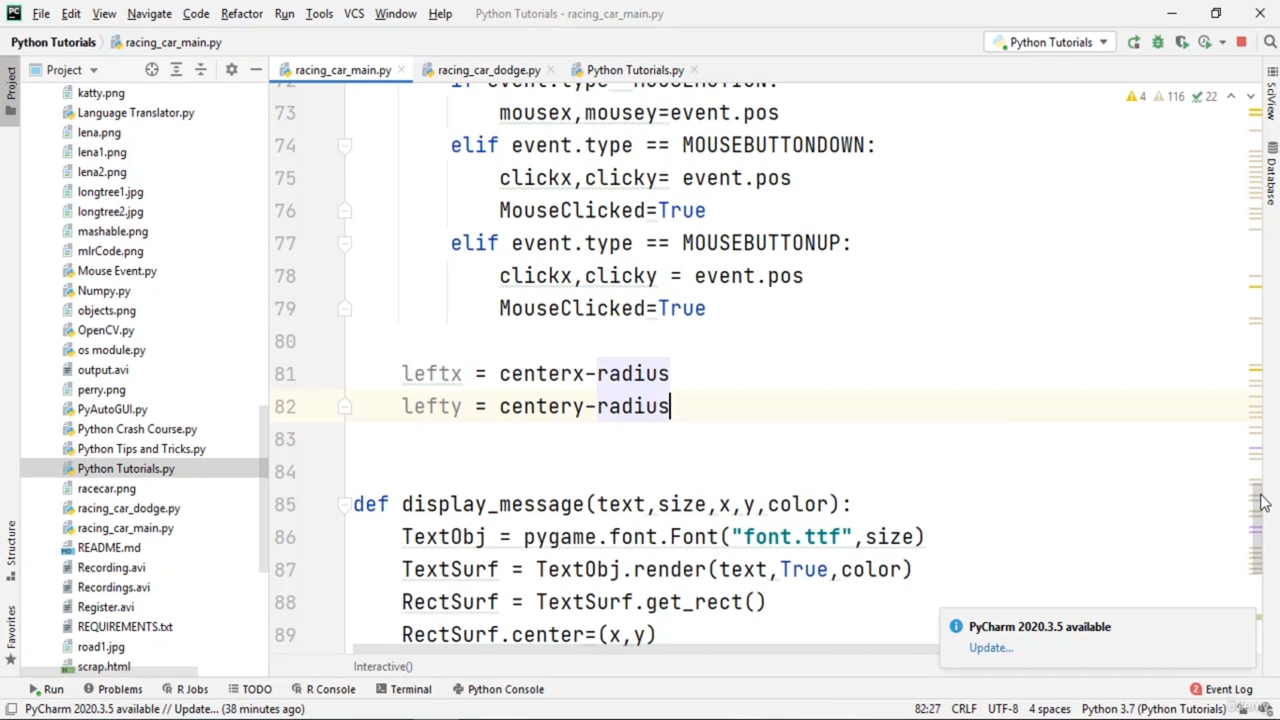 PC File Edit View Navigate Code Refactor Run Tools VCS Window Help Python Tutorials - racing_car_main.py
Python Tutorials racing_car_main.py Python Tutorials
Project racing_car_main.py racing_car_dodge.py Python Tutorials.py
Project
Structure
Favorites
SciView
Database
4 116 22
katty.png
Language Translator.py
lena.png
lena1.png
lena2.png
longtree1.jpg
longtree2.jpg
mashable.png
mlrCode.png
Mouse Event.py
Numpy.py
objects.png
OpenCV.py
os module.py
output.avi
perry.png
PyAutoGUI.py
Python Crash Course.py
Python Tips and Tricks.py
Python Tutorials.py
racecar.png
racing_car_dodge.py
racing_car_main.py
README.md
Recording.avi
Recordings.avi
Register.avi
REQUIREMENTS.txt
road1.jpg
scrap.html
72 if event.type == MOUSEMOTION:
73 mousx,mousey=event.pos
74 elif event.type == MOUSEBUTTONDOWN:
75 clickx,clicky= event.pos
76 MouseClicked=True
77 elif event.type == MOUSEBUTTONUP:
78 clickx,clicky = event.pos
79 MouseClicked=True
80
81 leftx = centerx-radius
82 lefty = centery-radius
83
84
85 def display_message(text,size,x,y,color):
86 TextObj = pygame.font.Font("font.ttf",size)
87 TextSurf = TxtObj.render(text,True,color)
88 RectSurf = TextSurf.get_rect()
89 RectSurf.center=(x,y)
Interactive()
PyCharm 2020.3.5 available
Update...
Run Problems R Jobs TODO R Console Terminal Python Console Event Log
PyCharm 2020.3.5 available // Update... (38 minutes ago) 82:27 CRLF UTF-8 4 spaces Python 3.7 (Python Tutorials)